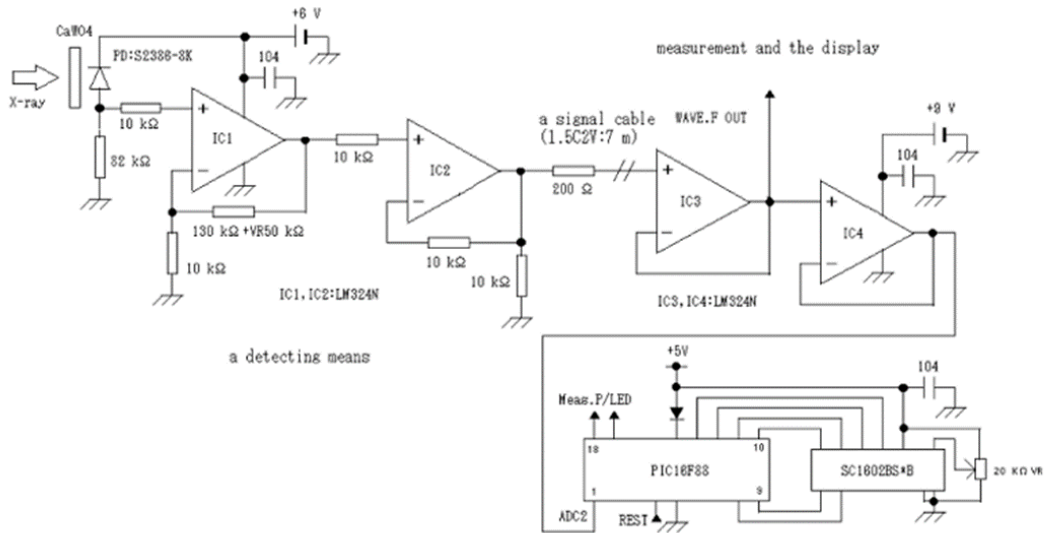 +6 V
CaWO4
PD:S2386-8K
104
X-ray
10 kΩ
IC1
82 kΩ
130 kΩ +VR50 kΩ
10 kΩ
10 kΩ
IC2
10 kΩ
10 kΩ
IC1,IC2:LM324N
a detecting means
measurement and the display
a signal cable
(1.5C2V:7 m)
200 Ω
WAVE.F OUT
IC3
+9 V
104
IC4
IC3,IC4:LM324N
+5V
104
Meas.P/LED
18
10
PIC16F88
1
9
SC1602BS*B
20 KΩ VR
ADC2
REST